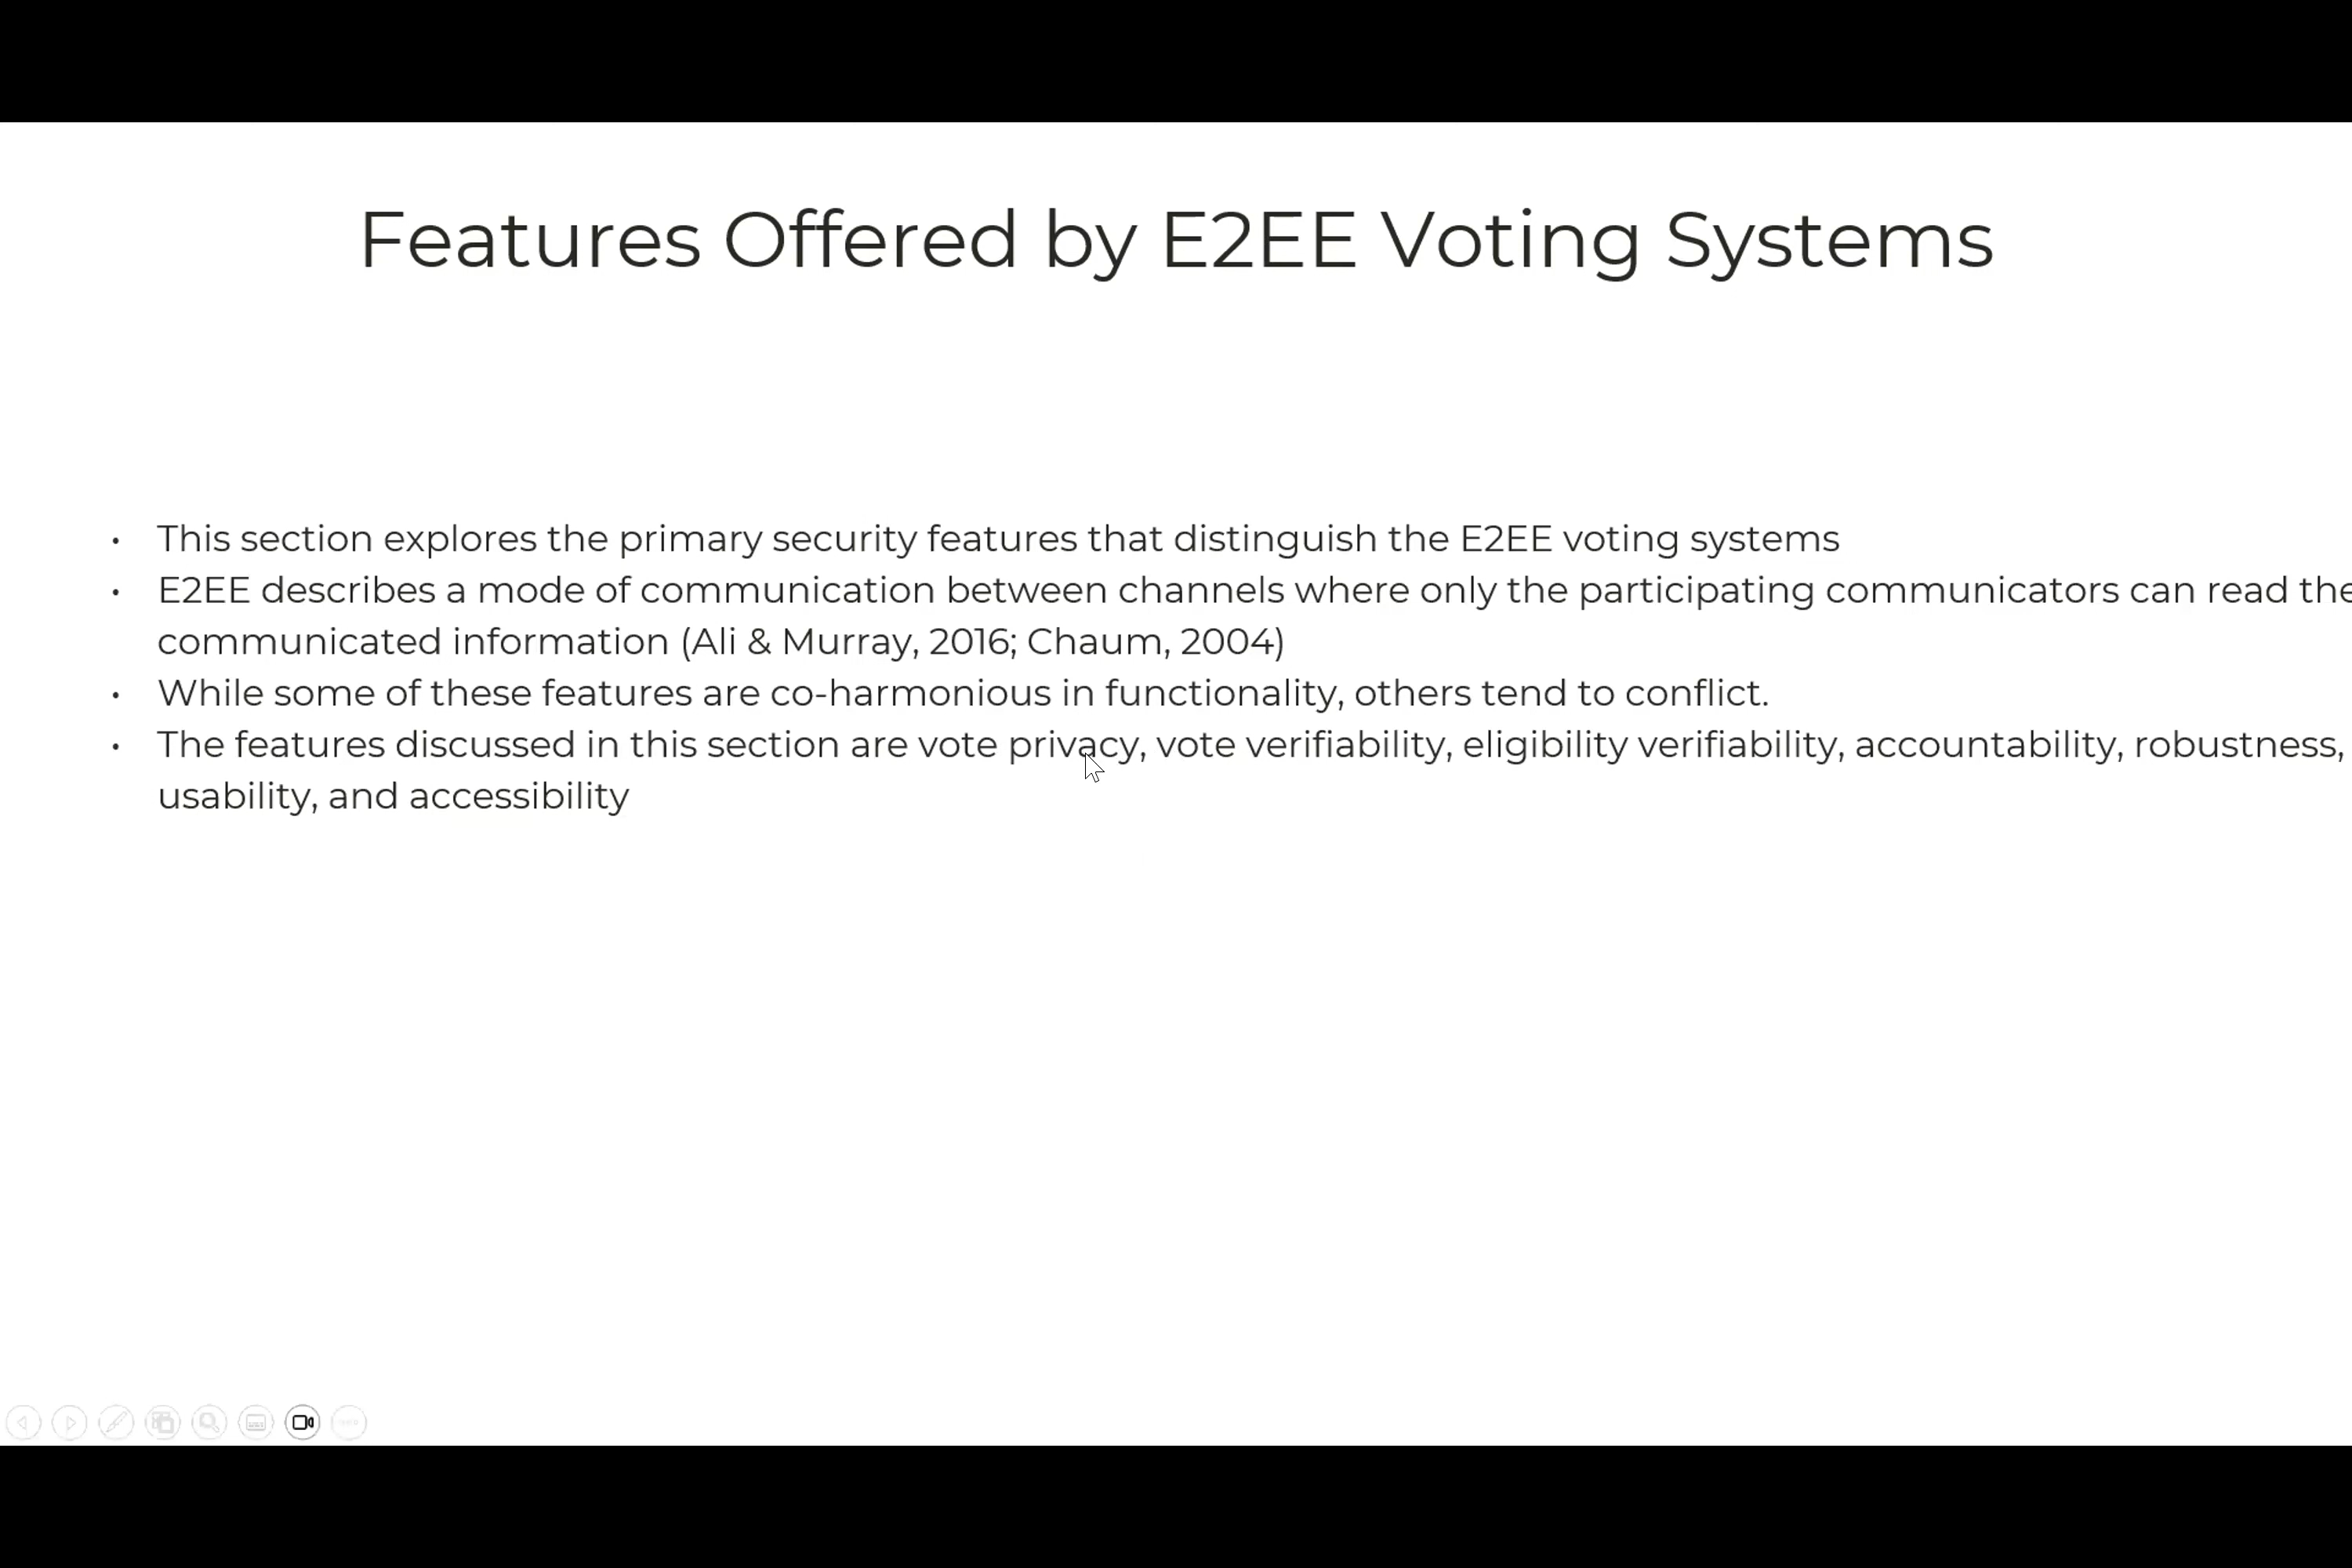 Features Offered by E2EE Voting Systems
• This section explores the primary security features that distinguish the E2EE voting systems
• E2EE describes a mode of communication between channels where only the participating communicators can read the
communicated information (Ali & Murray, 2016; Chaum, 2004)
• While some of these features are co-harmonious in functionality, others tend to conflict.
• The features discussed in this section are vote privacy, vote verifiability, eligibility verifiability, accountability, robustness,
usability, and accessibility